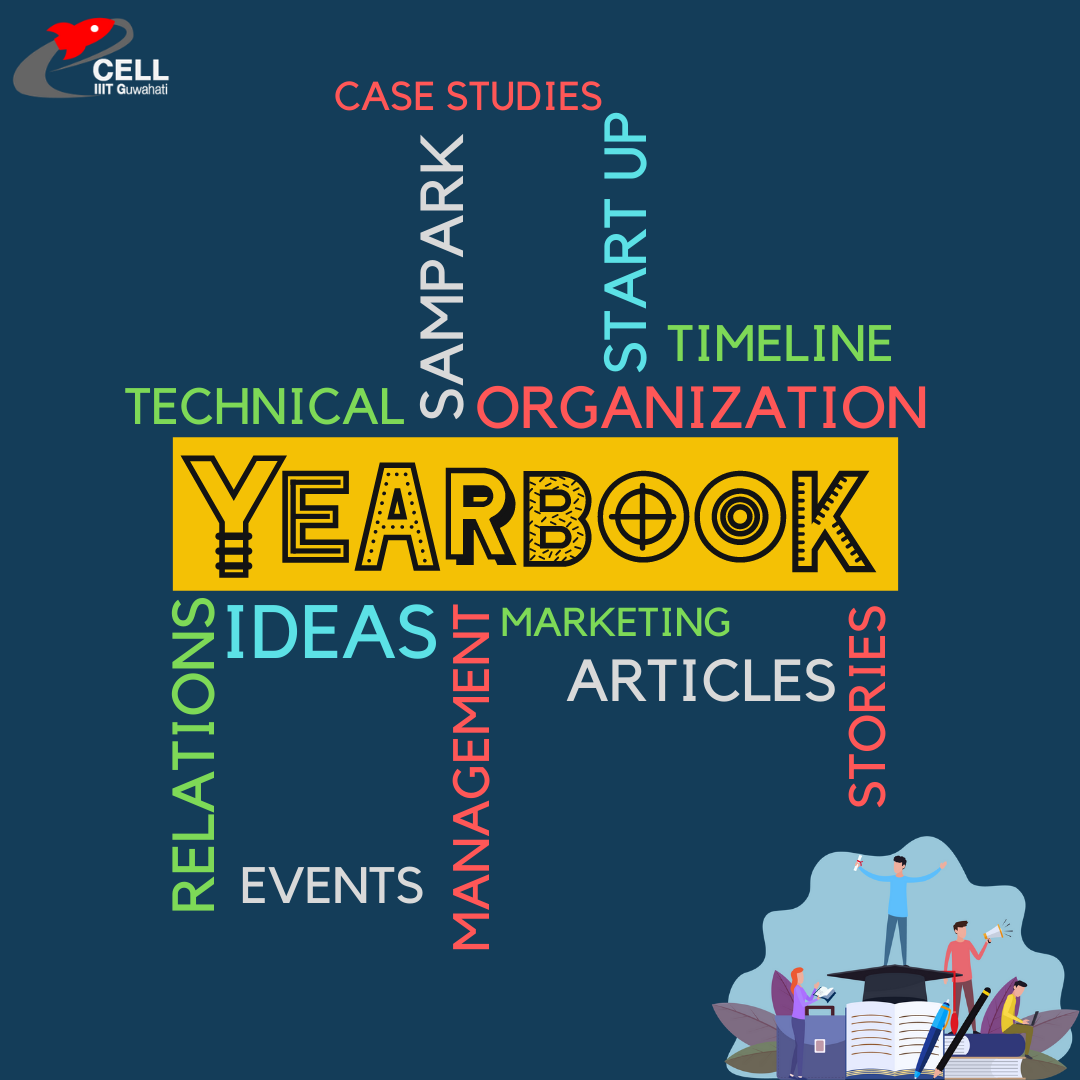 CELL
IIIT Guwahati
CASE STUDIES
SAMPARK
START UP
TIMELINE
TECHNICAL
ORGANIZATION
YEARBOOK
RELATIONS
IDEAS
MANAGEMENT
MARKETING
ARTICLES
STORIES
EVENTS